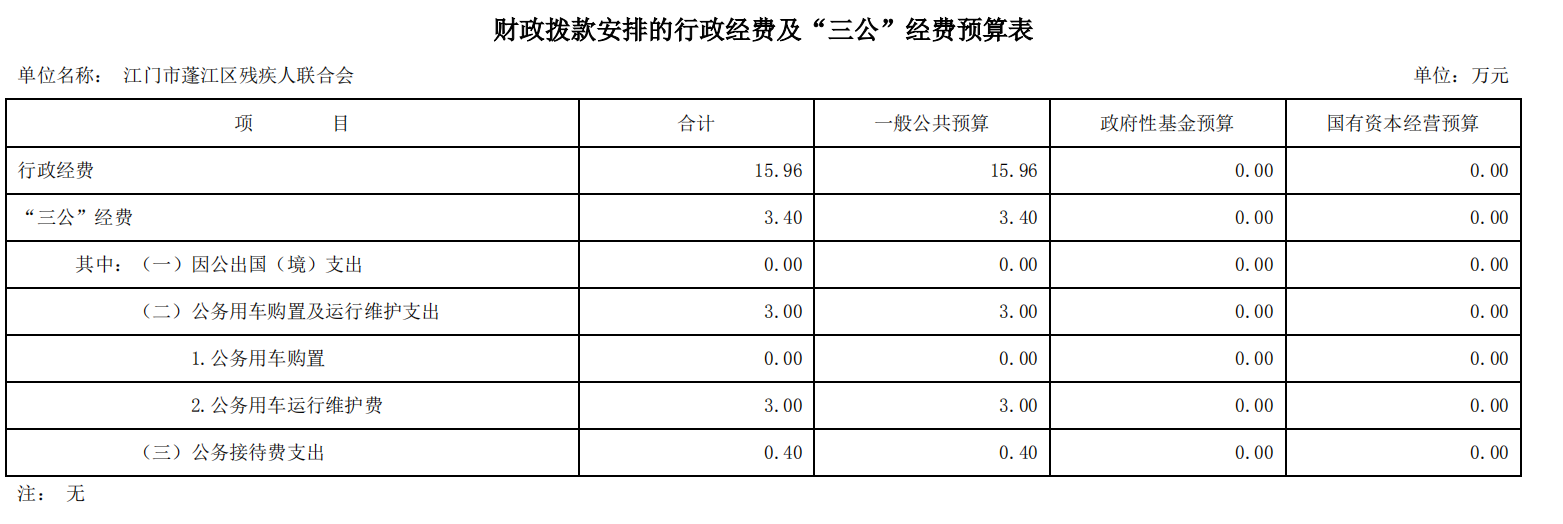 财政拨款安排的行政经费及“三公”经费预算表
单位名称： 江门市蓬江区残疾人联合会 单位：万元
项 目 合计 一般公共预算 政府性基金预算 国有资本经营预算
行政经费 15.96 15.96 0.00 0.00
“三公”经费 3.40 3.40 0.00 0.00
其中：（一）因公出国（境）支出 0.00 0.00 0.00 0.00
（二）公务用车购置及运行维护支出 3.00 3.00 0.00 0.00
1.公务用车购置 0.00 0.00 0.00 0.00
2.公务用车运行维护费 3.00 3.00 0.00 0.00
（三）公务接待费支出 0.40 0.40 0.00 0.00
注： 无